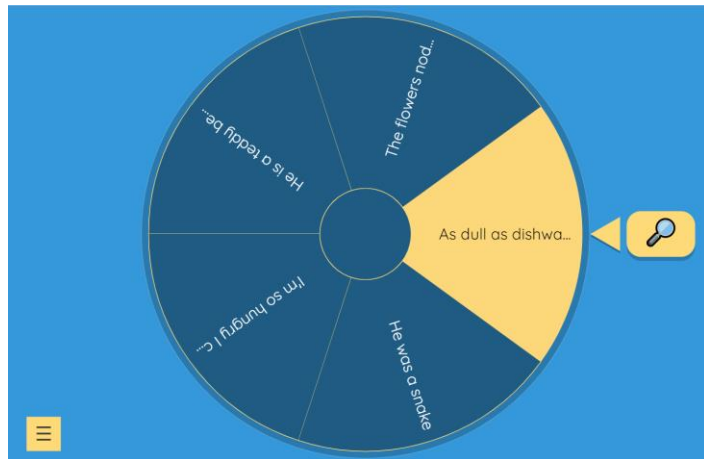 The flowers nod...
He is a teddy be...
As dull as dishwa...
I'm so hungry I c...
He was a snake